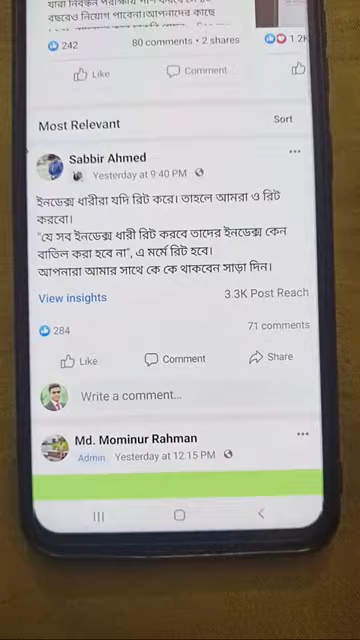 বছরেও নিয়োগ পাবেনা।আপনাদের কাছে
242
80 comments • 2 shares
1.2K
Like
Comment
Most Relevant
Sort
Sabbir Ahmed
Yesterday at 9:40 PM
ইনডেক্স ধারীরা যদি রিট করে। তাহলে আমরা ও রিট
করবো।
"যে সব ইনডেক্স ধারী রিট করবে তাদের ইনডেক্স কেন
বাতিল করা হবে না", এ মর্মে রিট হবে।
আপনারা আমার সাথে কে কে থাকবেন সাড়া দিন।
View insights
3.3K Post Reach
284
71 comments
Like
Comment
Share
Write a comment...
Md. Mominur Rahman
Admin Yesterday at 12:15 PM